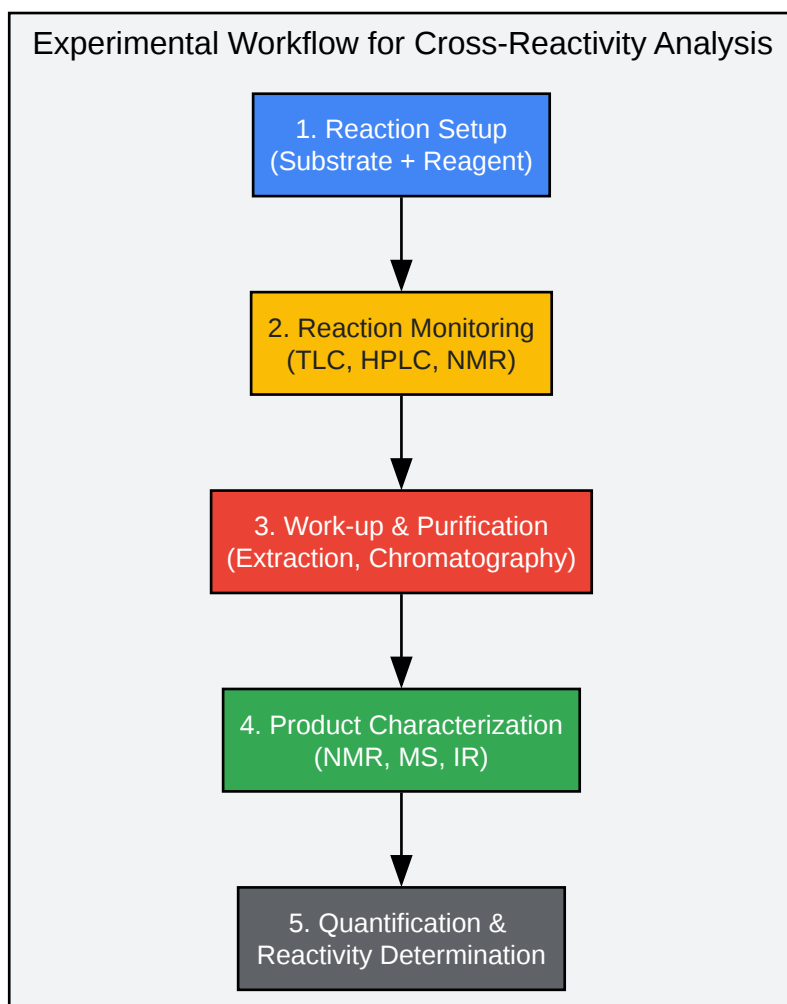 Experimental Workflow for Cross-Reactivity Analysis
1. Reaction Setup
(Substrate + Reagent)
2. Reaction Monitoring
(TLC, HPLC, NMR)
3. Work-up & Purification
(Extraction, Chromatography)
4. Product Characterization
(NMR, MS, IR)
5. Quantification &
Reactivity Determination